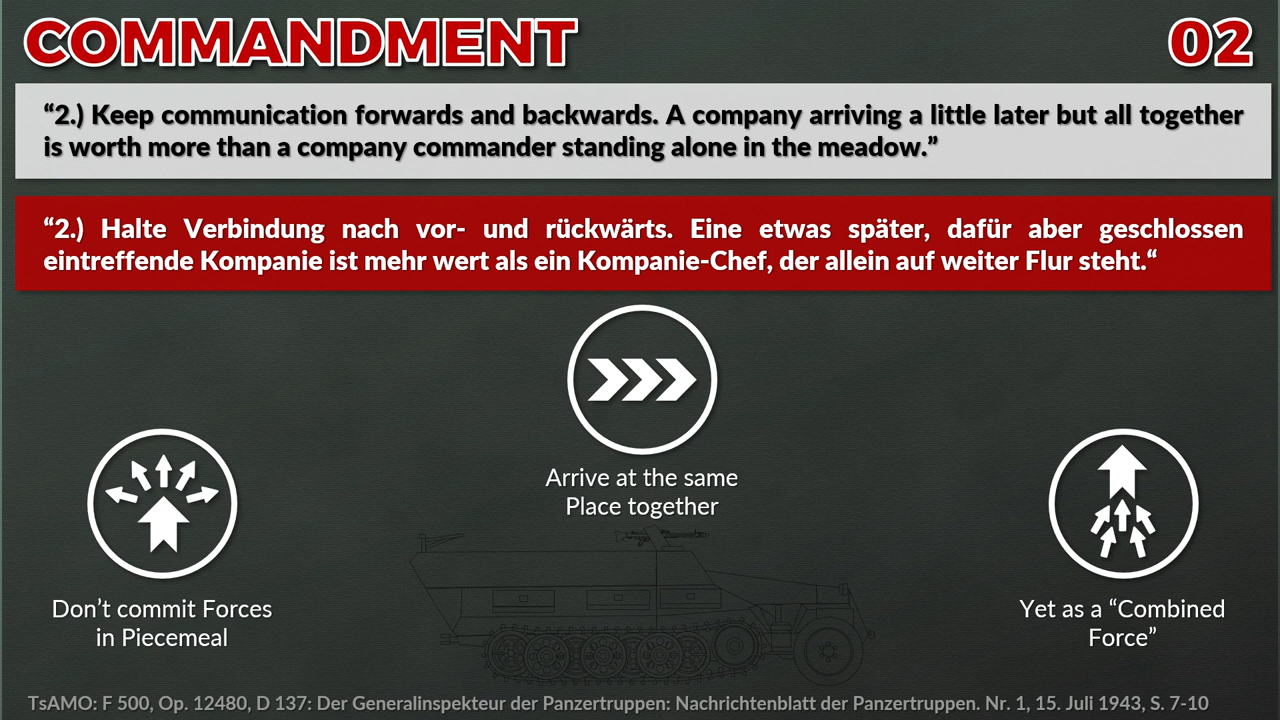 COMMANDMENT 02
“2.) Keep communication forwards and backwards. A company arriving a little later but all together
is worth more than a company commander standing alone in the meadow.”
“2.) Halte Verbindung nach vor- und rückwärts. Eine etwas später, dafür aber geschlossen
eintreffende Kompanie ist mehr wert als ein Kompanie-Chef, der allein auf weiter Flur steht.“
Arrive at the same
Place together
Don’t commit Forces
in Piecemeal
Yet as a “Combined
Force”
TsAMO: F 500, Op. 12480, D 137: Der Generalinspekteur der Panzertruppen: Nachrichtenblatt der Panzertruppen. Nr. 1, 15. Juli 1943, S. 7-10